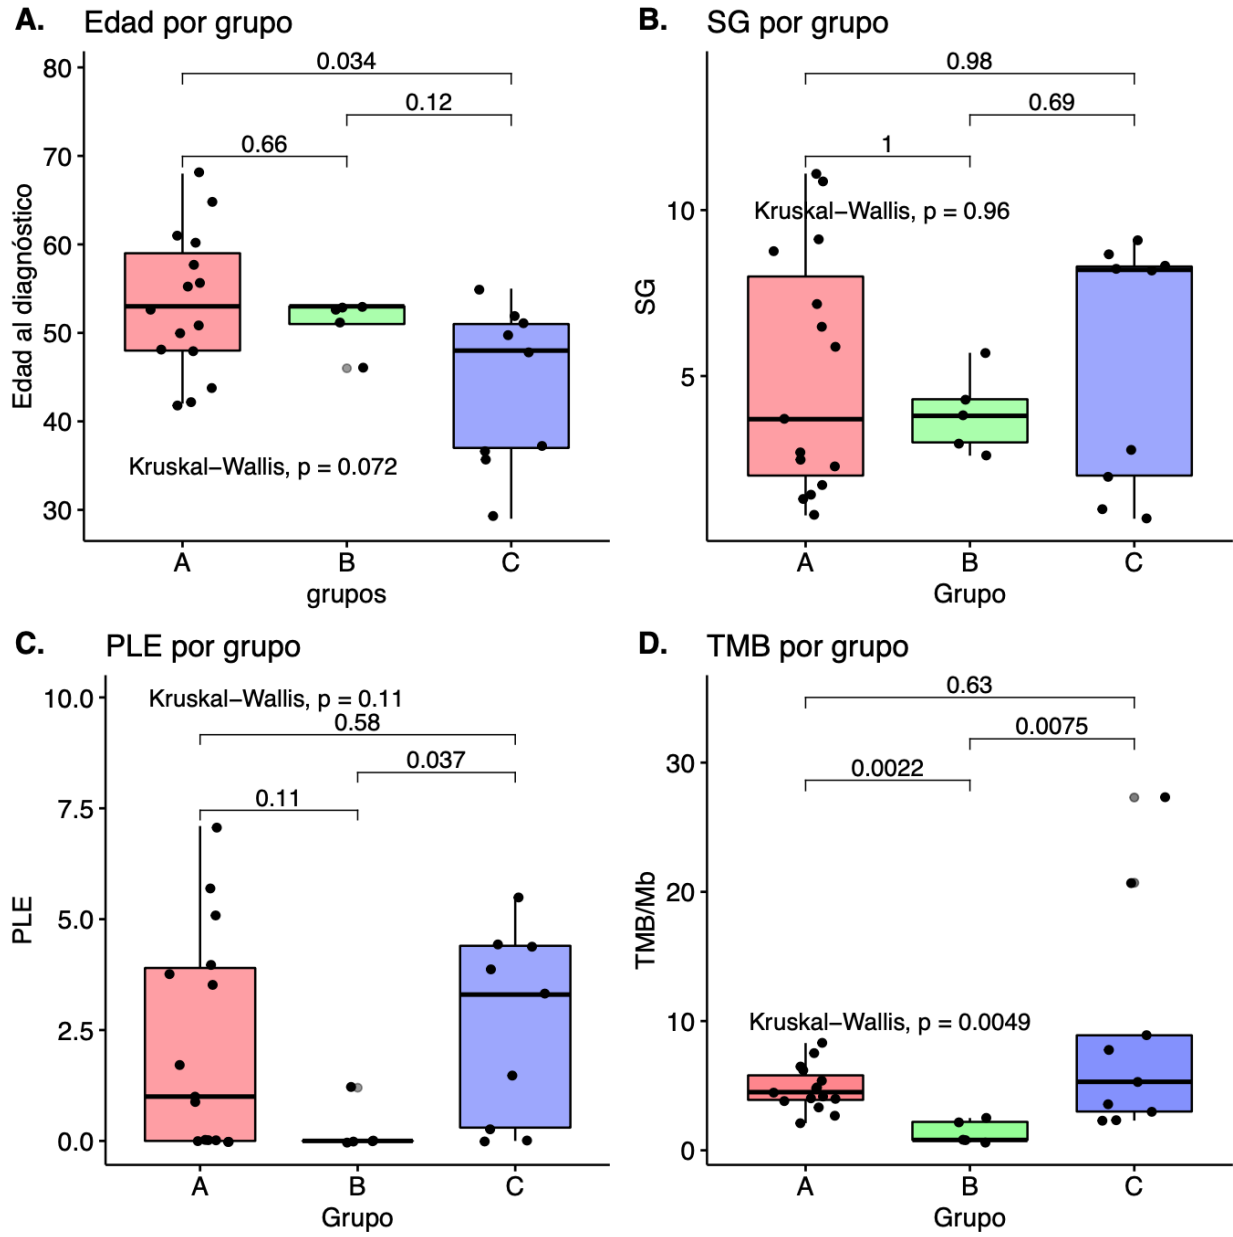 A. Edad por grupo
80
70
60
50
40
30
Edad al diagnóstico
0.034
0.12
0.66
Kruskal-Wallis, p = 0.072
A B C
grupos
B. SG por grupo
10
5
SG
0.98
0.69
1
Kruskal-Wallis, p = 0.96
A B C
Grupo
C. PLE por grupo
10.0
7.5
5.0
2.5
0.0
PLE
Kruskal-Wallis, p = 0.11
0.58
0.037
0.11
A B C
Grupo
D. TMB por grupo
30
20
10
0
TMB/Mb
0.63
0.0075
0.0022
Kruskal-Wallis, p = 0.0049
A B C
Grupo